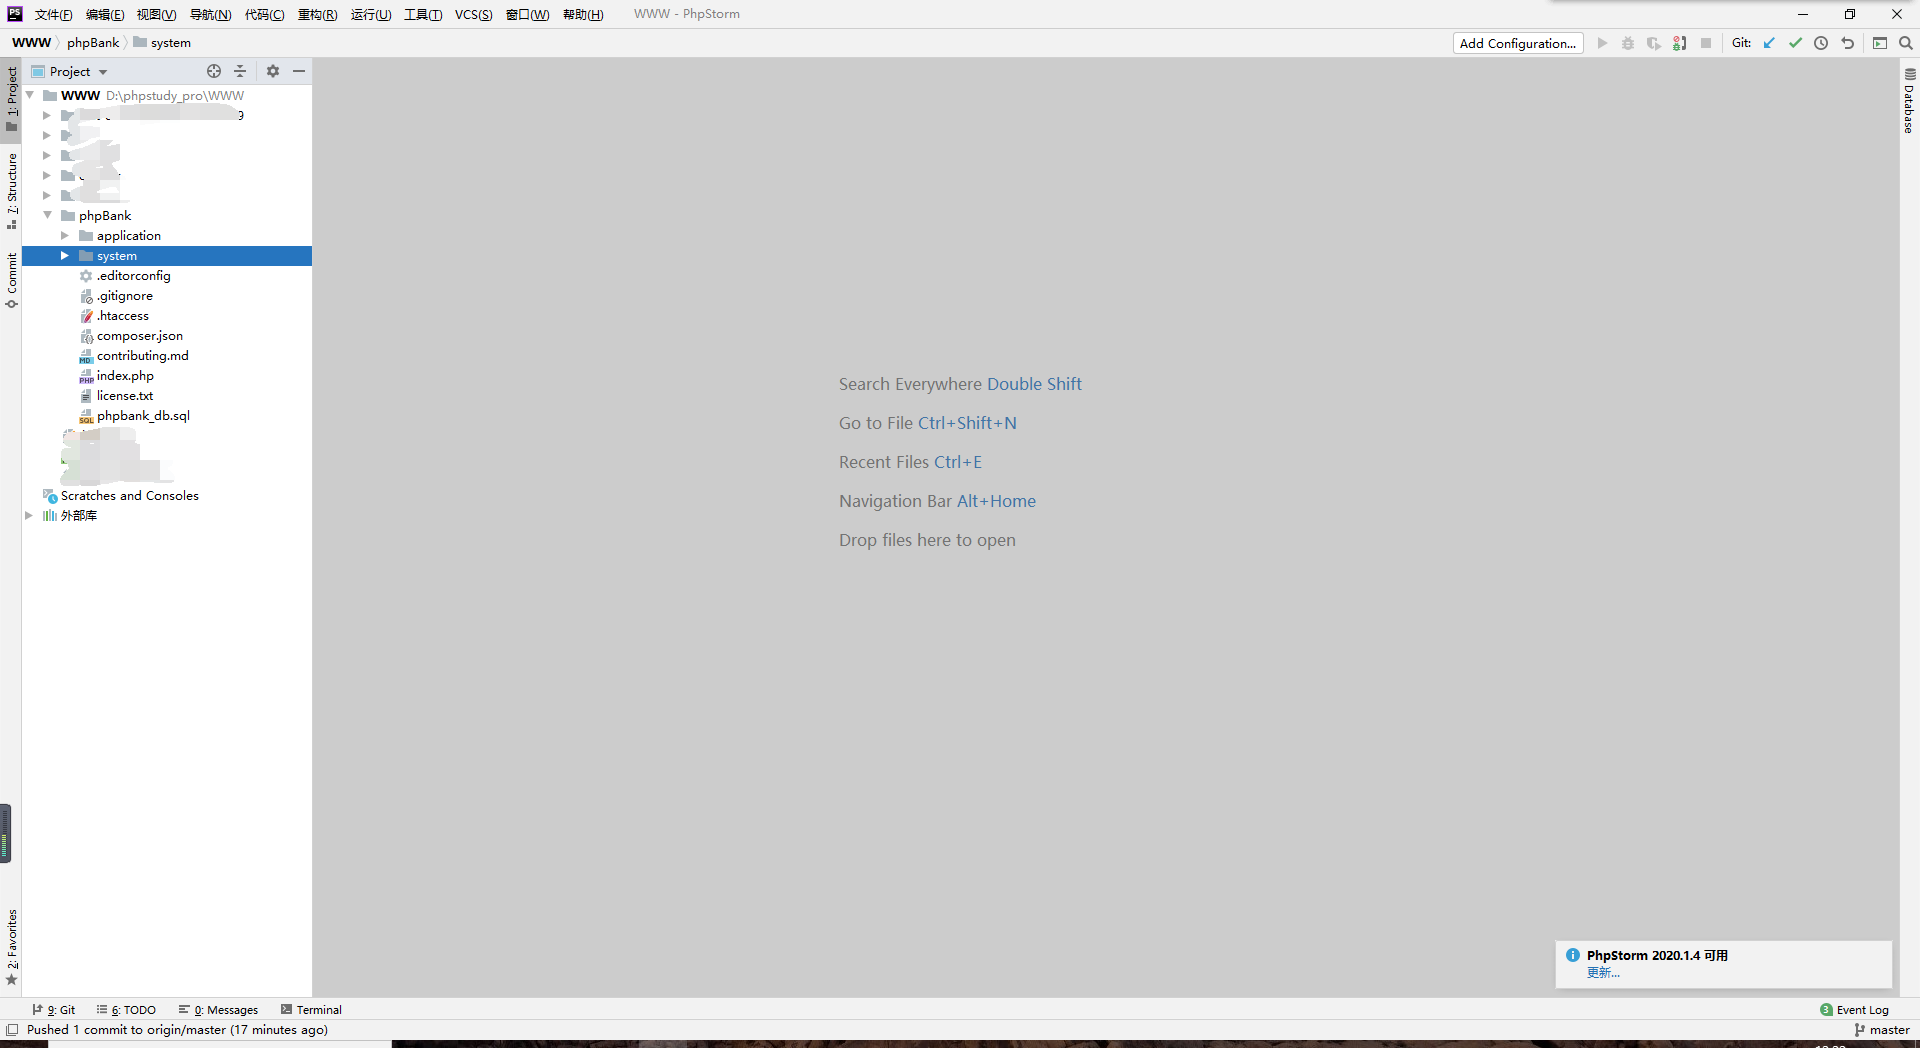 PS 文件(F) 编辑(E) 视图(V) 导航(N) 代码(C) 重构(R) 运行(U) 工具(T) VCS(S) 窗口(W) 帮助(H) WWW - PhpStorm
WWW phpBank system Add Configuration... Git:
Project
WWW D:\phpstudy_pro\WWW
9
phpBank
application
system
.editorconfig
.gitignore
.htaccess
composer.json
contributing.md
index.php
license.txt
phpbank_db.sql
Scratches and Consoles
外部库
1: Project
7: Structure
Commit
2: Favorites
Database
Search Everywhere Double Shift
Go to File Ctrl+Shift+N
Recent Files Ctrl+E
Navigation Bar Alt+Home
Drop files here to open
PhpStorm 2020.1.4 可用
更新...
9: Git 6: TODO 0: Messages Terminal 3 Event Log
Pushed 1 commit to origin/master (17 minutes ago) master